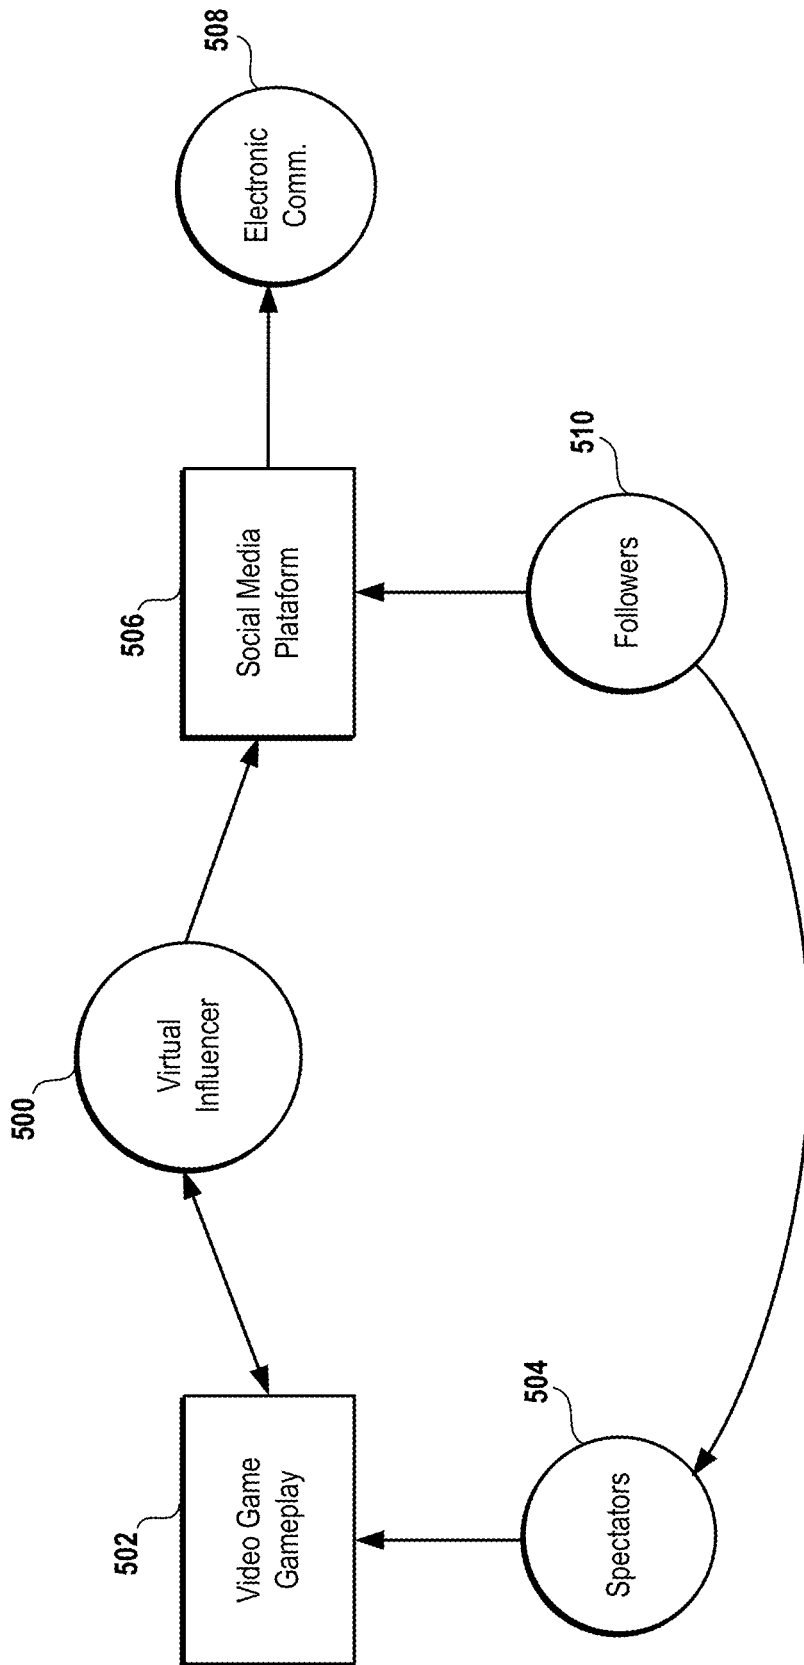 500
Virtual
Influencer
502
Video Game
Gameplay
506
Social Media
Plataform
508
Electronic
Comm.
504
Spectators
510
Followers